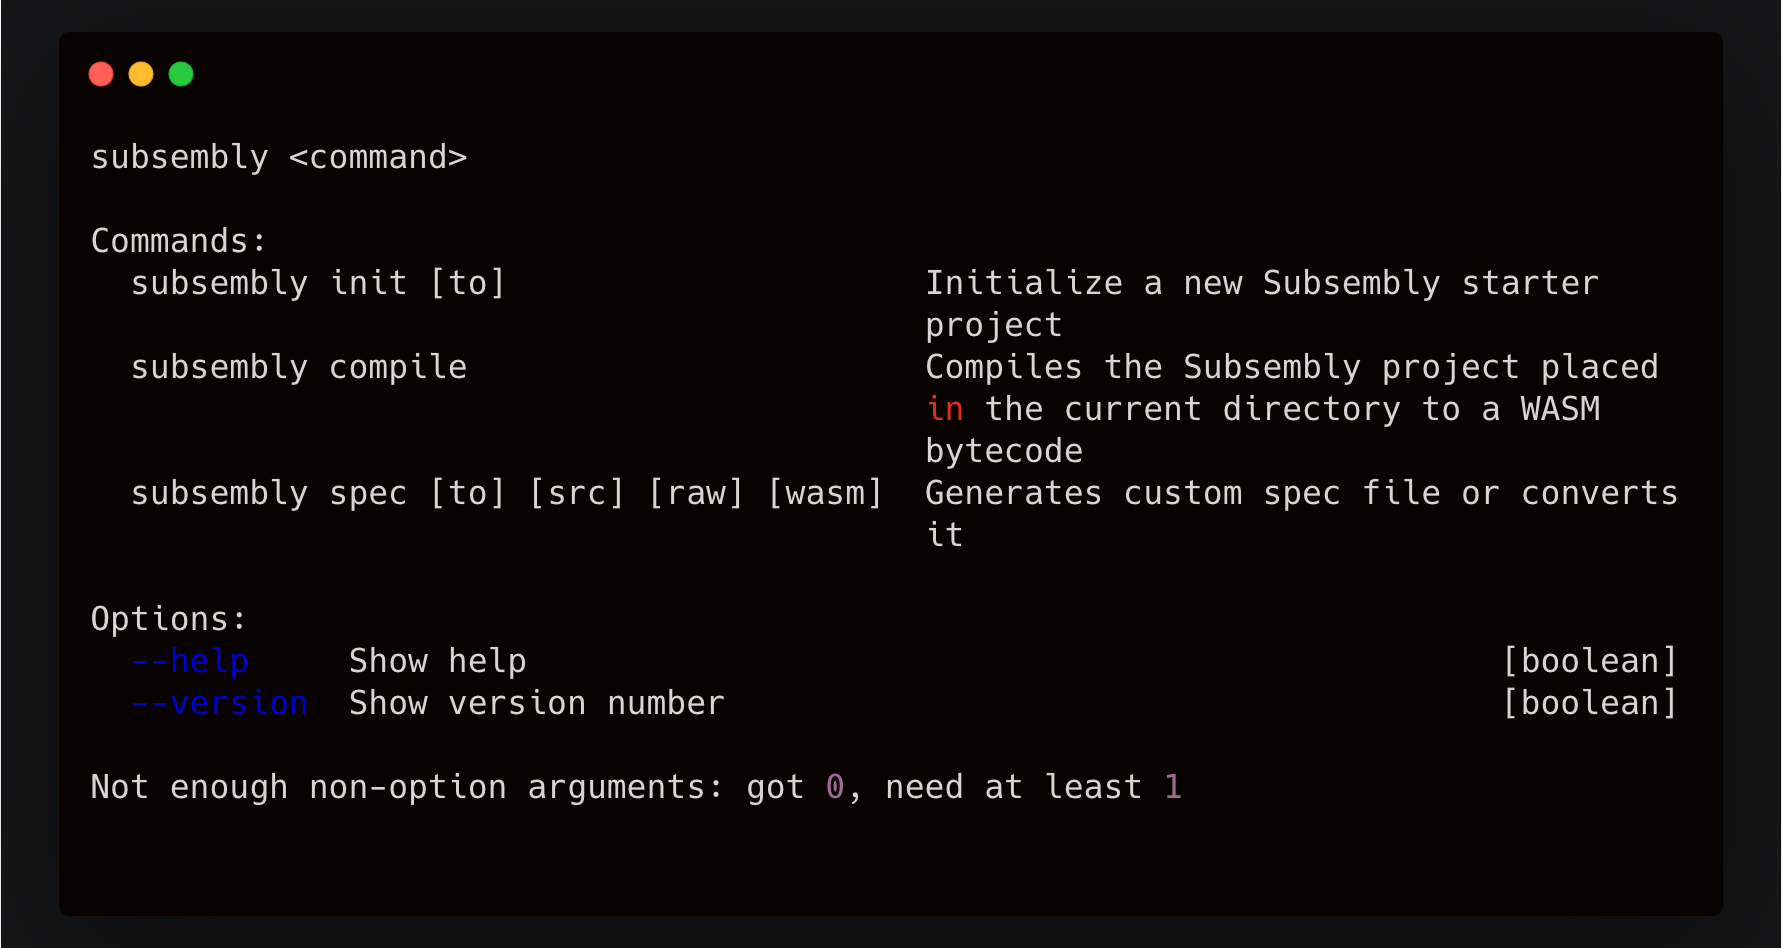 subsembly <command>
Commands:
subsembly init [to] Initialize a new Subsembly starter
project
subsembly compile Compiles the Subsembly project placed
in the current directory to a WASM
bytecode
subsembly spec [to] [src] [raw] [wasm] Generates custom spec file or converts
it
Options:
--help Show help [boolean]
--version Show version number [boolean]
Not enough non-option arguments: got 0, need at least 1